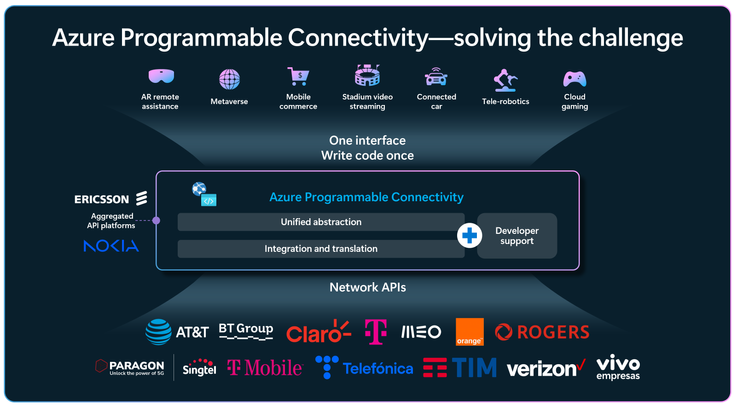 Azure Programmable Connectivity—solving the challenge
AR remote
assistance
Metaverse
Mobile
commerce
Stadium video
streaming
Connected
car
Tele-robotics
Cloud
gaming
One interface
Write code once
ERICSSON
Aggregated
API platforms
NOKIA
Azure Programmable Connectivity
Unified abstraction
Integration and translation
Developer
support
Network APIs
AT&T
BT Group
Claro
T
MEO
orange
ROGERS
PARAGON
Unlock the power of 5G
Singtel
T Mobile
Telefónica
TIM
verizon
vivo
empresas